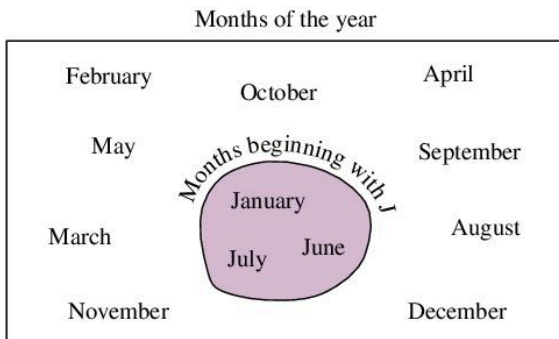 Months of the year
February
October
April
May
Months beginning with J
September
January
March
July
June
August
November
December